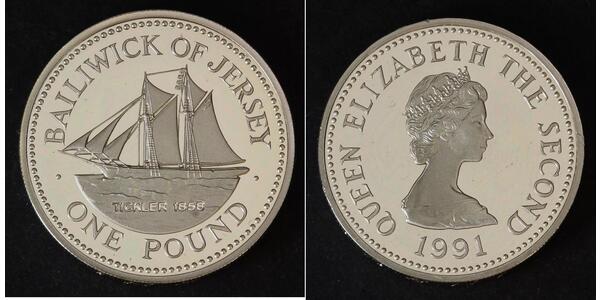 BAILIWICK OF JERSEY
TICKLER 1858
ONE POUND
QUEEN ELIZABETH THE SECOND
1991